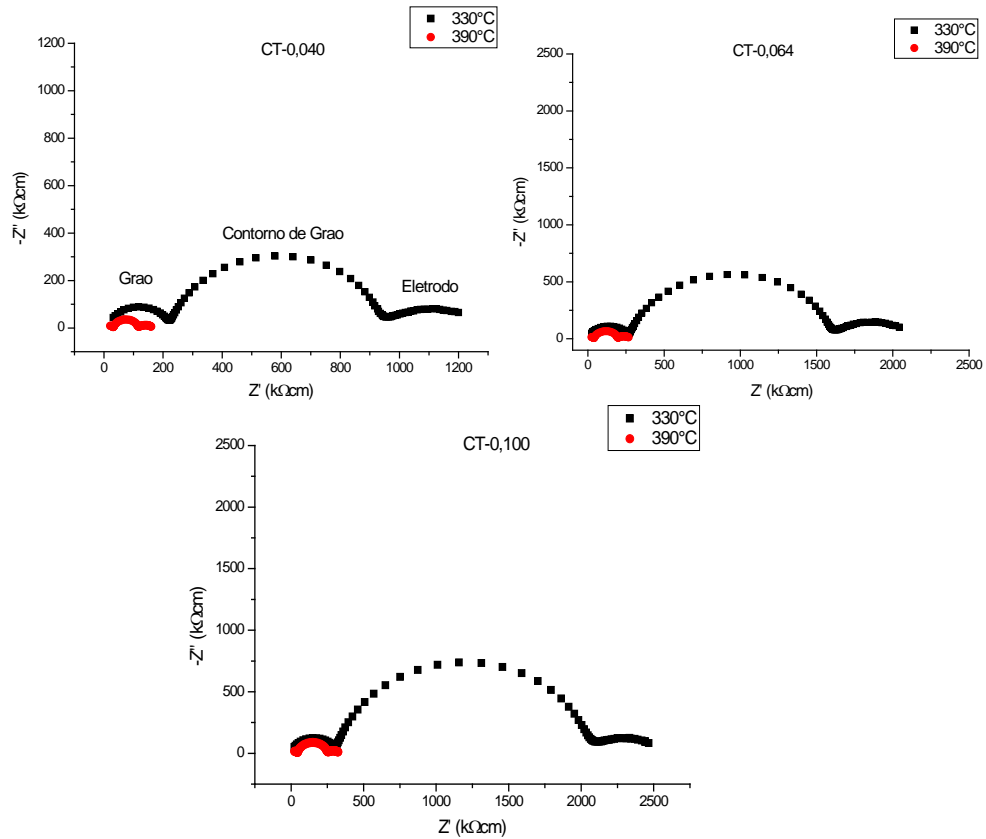 330°C
390°C
CT-0,040
1200
1000
800
600
400
200
0
-Z'' (kΩcm)
Grao
Contorno de Grao
Eletrodo
0 200 400 600 800 1000 1200
Z' (kΩcm)
330°C
390°C
CT-0,064
2500
2000
1500
1000
500
0
-Z'' (kΩcm)
0 500 1000 1500 2000 2500
Z' (kΩcm)
330°C
390°C
CT-0,100
2500
2000
1500
1000
500
0
-Z'' (kΩcm)
0 500 1000 1500 2000 2500
Z' (kΩcm)